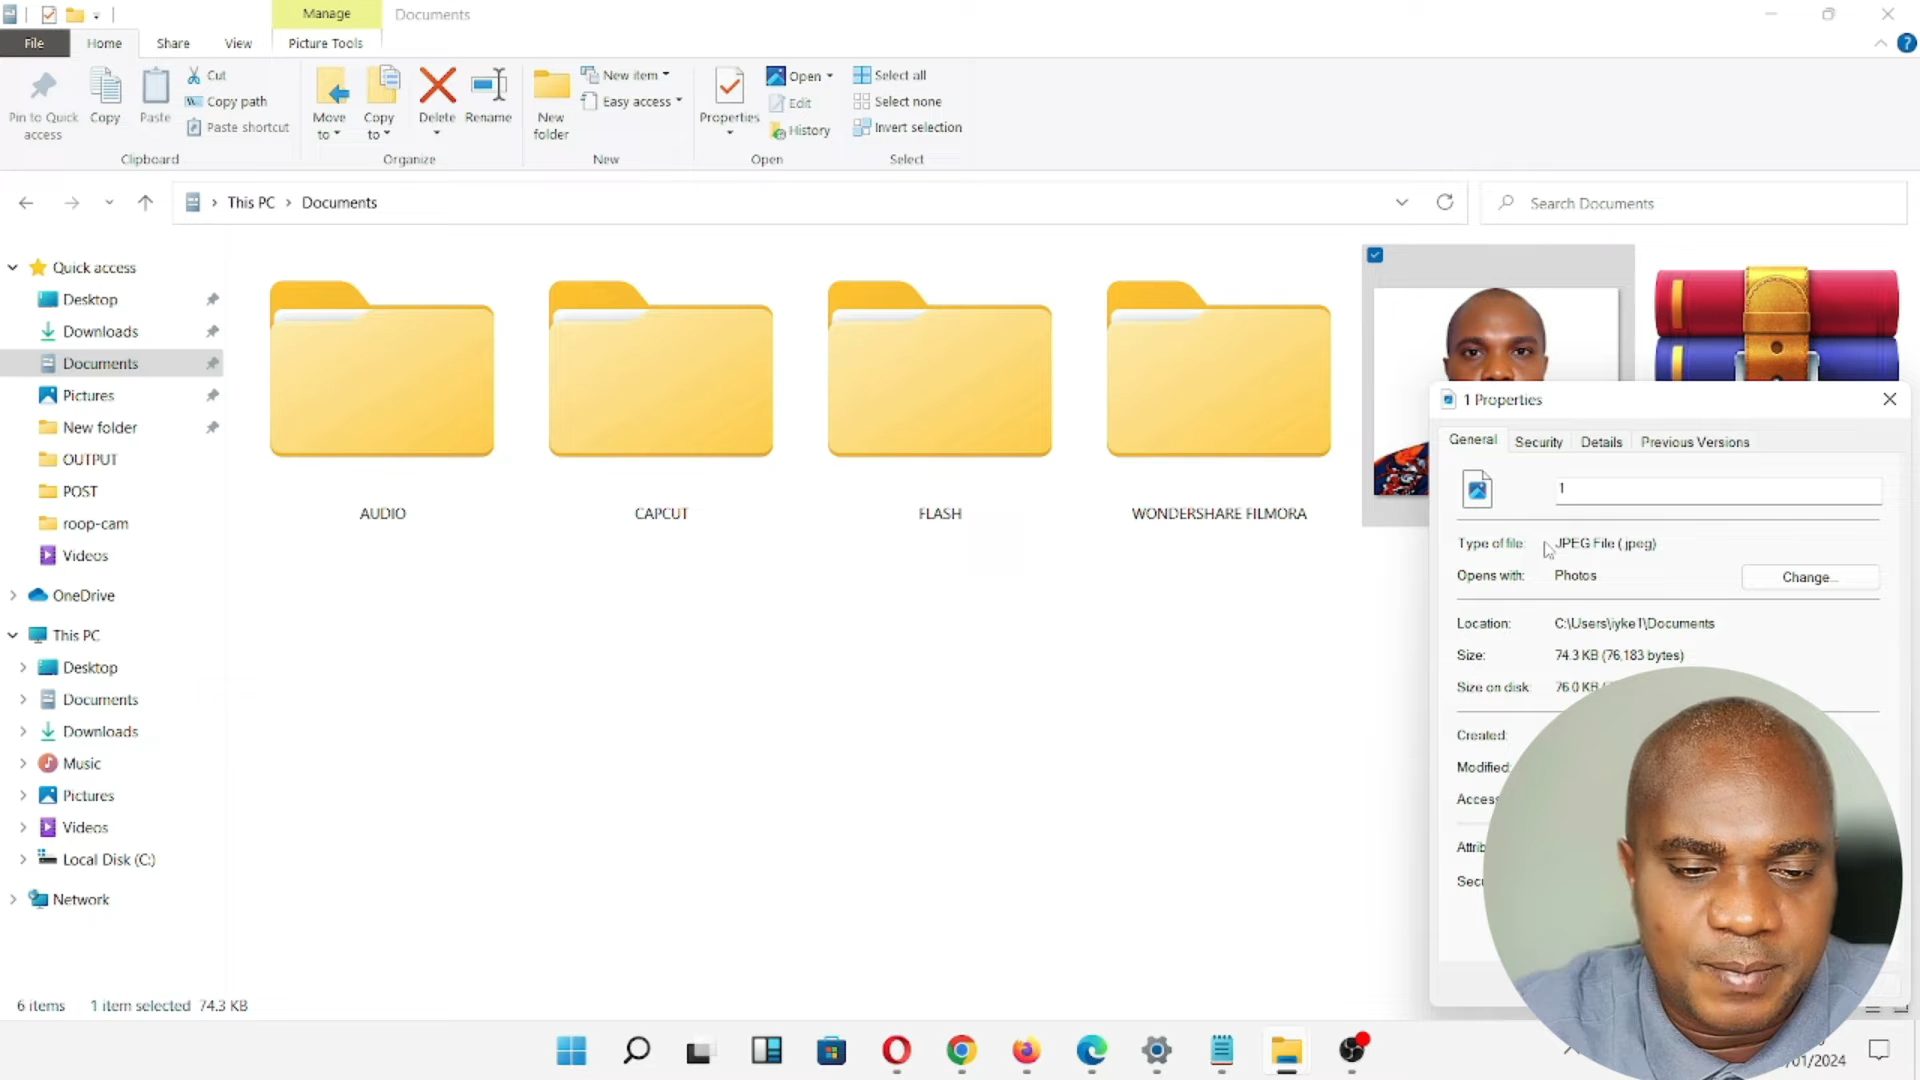 Manage
Documents
File
Home
Share
View
Picture Tools
Pin to Quick access
Copy
Paste
Cut
Copy path
Paste shortcut
Clipboard
Move to
Copy to
Delete
Rename
Organize
New folder
New item
Easy access
New
Properties
Open
Edit
History
Open
Select all
Select none
Invert selection
Select
This PC > Documents
Search Documents
Quick access
Desktop
Downloads
Documents
Pictures
New folder
OUTPUT
POST
roop-cam
Videos
OneDrive
This PC
Desktop
Documents
Downloads
Music
Pictures
Videos
Local Disk (C:)
Network
AUDIO
CAPCUT
FLASH
WONDERSHARE FILMORA
1 Properties
General
Security
Details
Previous Versions
1
Type of file: JPEG File (.jpeg)
Opens with: Photos
Change...
Location: C:\Users\iyke1\Documents
Size: 74.3 KB (76,183 bytes)
Size on disk: 76.0 KB
Created:
Modified:
6 items
1 item selected 74.3 KB
/01/2024